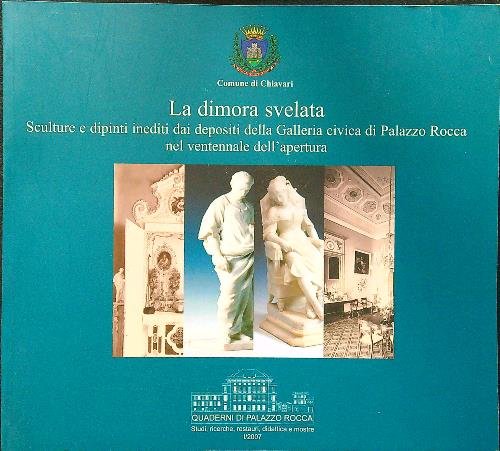 Comune di Chiavari
La dimora svelata
Sculture e dipinti inediti dai depositi della Galleria civica di Palazzo Rocca
nel ventennale dell'apertura
QUADERNI DI PALAZZO ROCCA
Studi, ricerche, restauri, didattica e mostre
I/2007